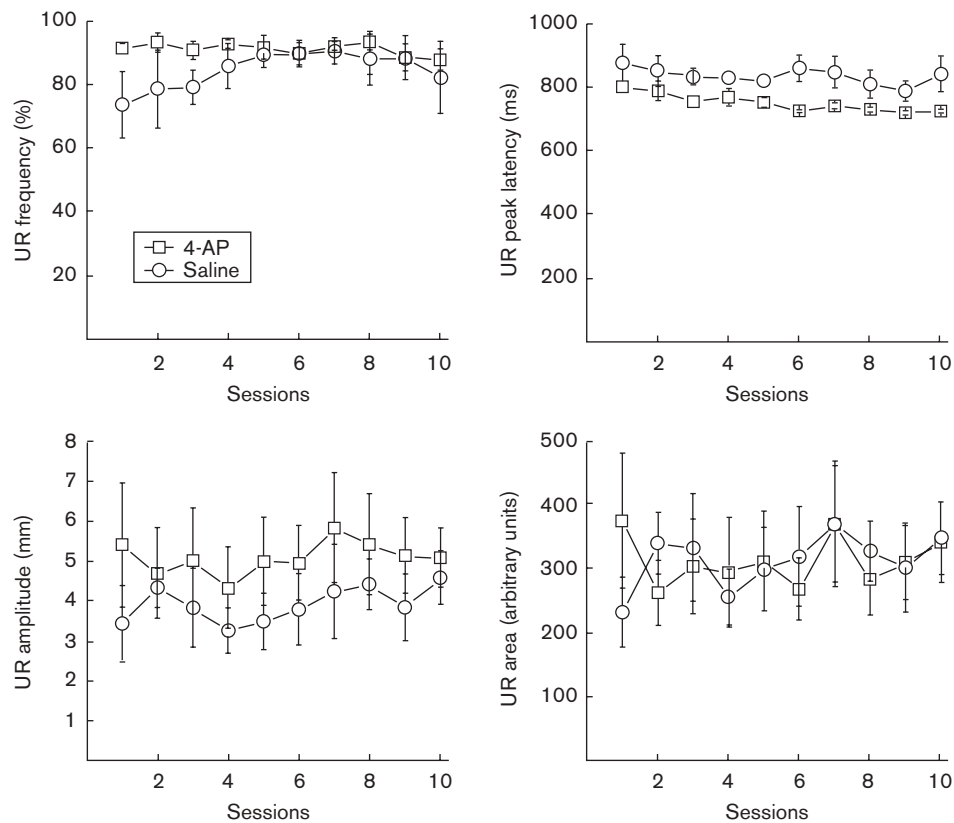 100
80
60
40
20
UR frequency (%)
4-AP
Saline
2 4 6 8 10
Sessions
1000
800
600
400
200
UR peak latency (ms)
2 4 6 8 10
Sessions
8
7
6
5
4
3
2
1
UR amplitude (mm)
2 4 6 8 10
Sessions
500
400
300
200
100
UR area (arbitrary units)
2 4 6 8 10
Sessions